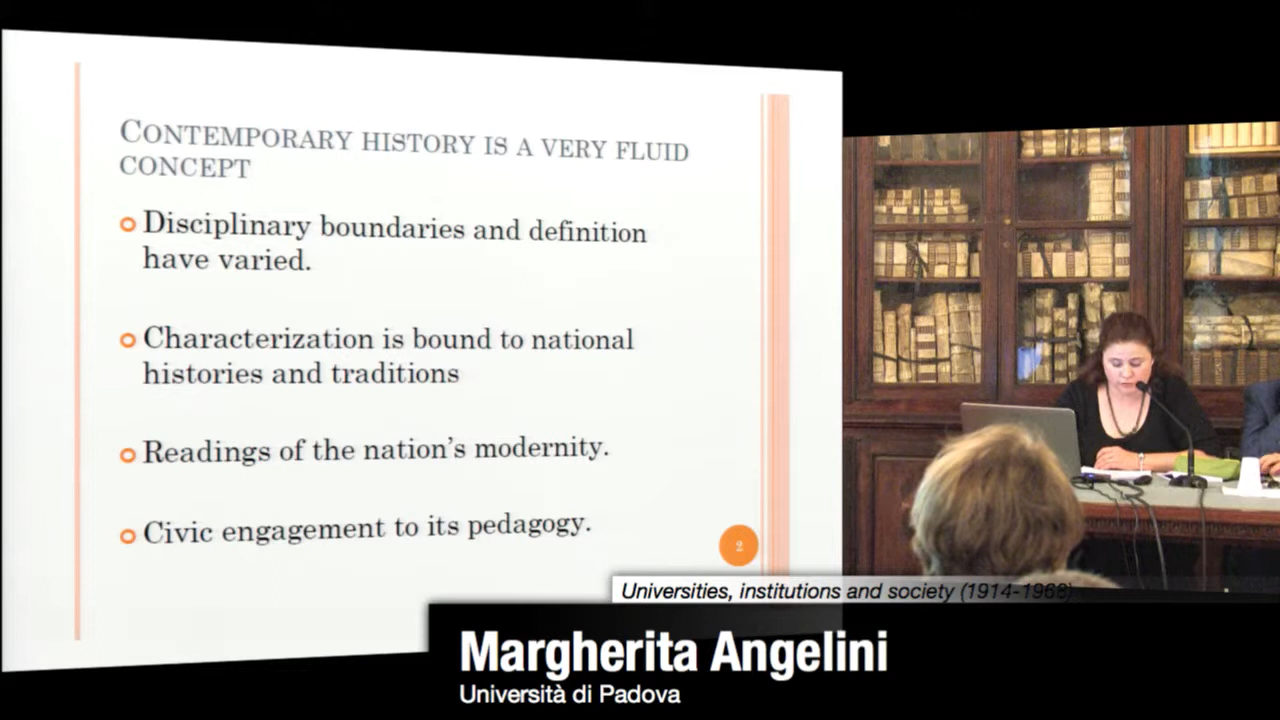 CONTEMPORARY HISTORY IS A VERY FLUID
CONCEPT
Disciplinary boundaries and definition
have varied.
Characterization is bound to national
histories and traditions
Readings of the nation's modernity.
Civic engagement to its pedagogy.
2
Universities, institutions and society (1914-1968)
Margherita Angelini
Università di Padova